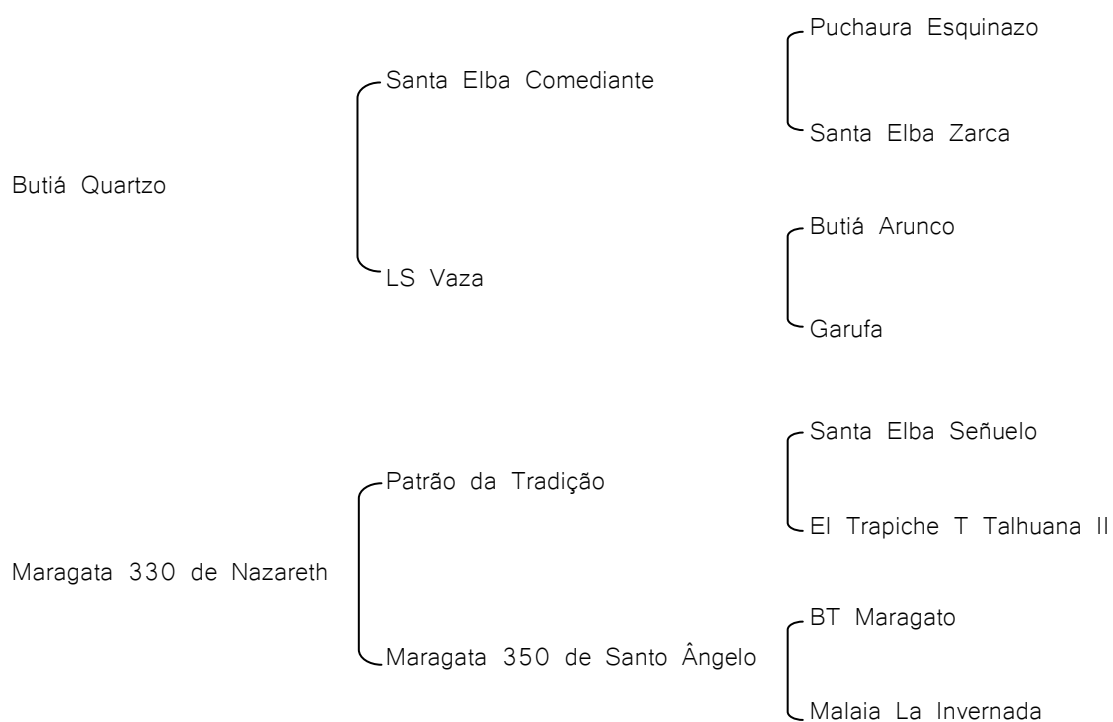 Puchaura Esquinazo
Santa Elba Comediante
Santa Elba Zarca
Butiá Quartzo
Butiá Arunco
LS Vaza
Garufa
Santa Elba Señuelo
Patrão da Tradição
El Trapiche T Talhuana II
Maragata 330 de Nazareth
BT Maragato
Maragata 350 de Santo Ângelo
Malaia La Invernada